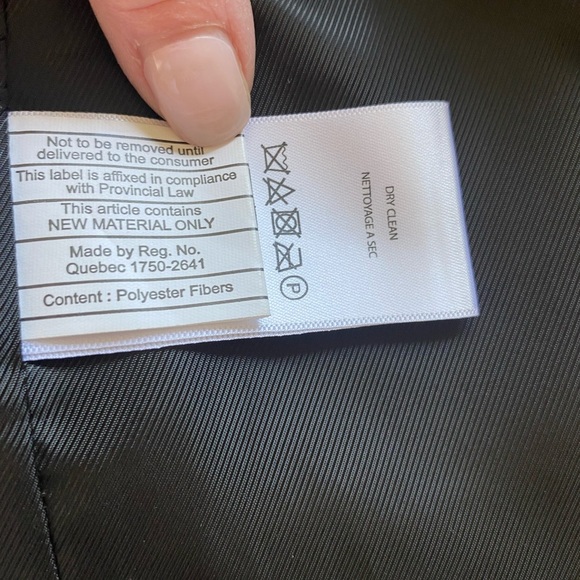 Not to be removed until
delivered to the consumer
This label is affixed in compliance
with Provincial Law
This article contains
NEW MATERIAL ONLY
Made by Reg. No.
Quebec 1750-2641
Content : Polyester Fibers
P
DRY CLEAN
NETTOYAGE A SEC